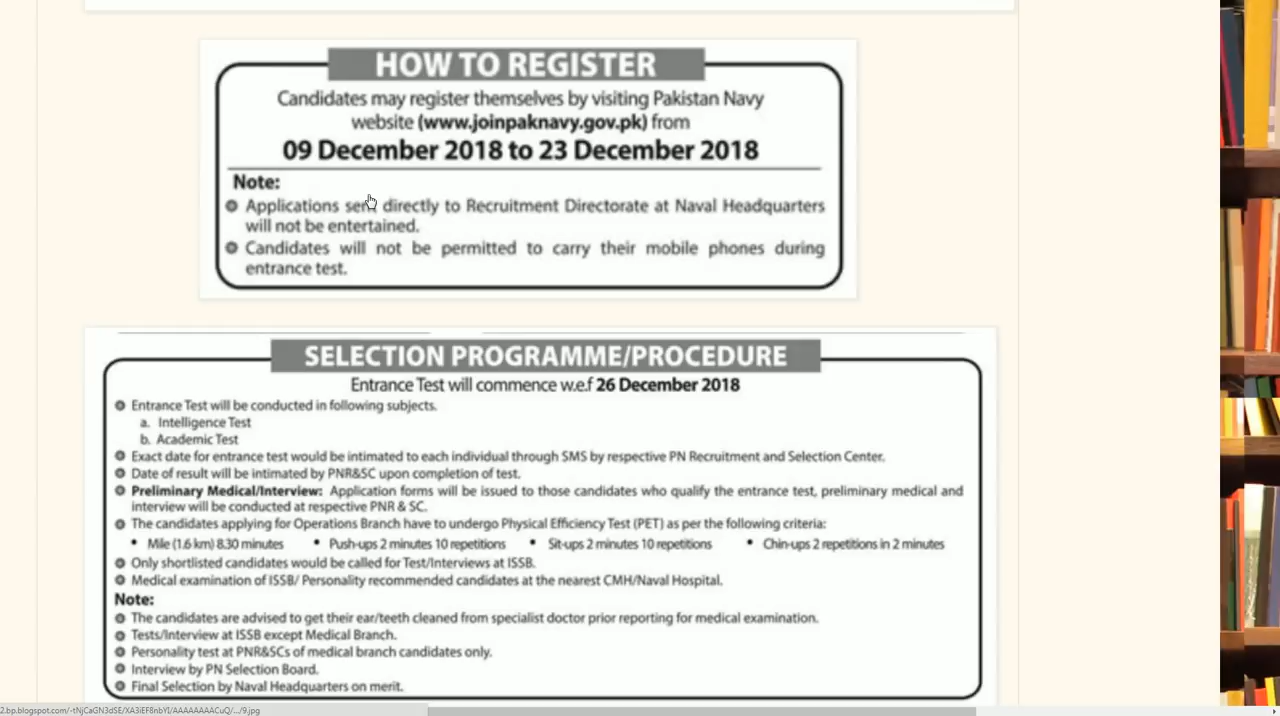 HOW TO REGISTER
Candidates may register themselves by visiting Pakistan Navy
website (www.joinpaknavy.gov.pk) from
09 December 2018 to 23 December 2018
Note:
Applications sent directly to Recruitment Directorate at Naval Headquarters
will not be entertained.
Candidates will not be permitted to carry their mobile phones during
entrance test.
SELECTION PROGRAMME/PROCEDURE
Entrance Test will commence w.e.f 26 December 2018
Entrance Test will be conducted in following subjects.
a. Intelligence Test
b. Academic Test
Exact date for entrance test would be intimated to each individual through SMS by respective PN Recruitment and Selection Center.
Date of result will be intimated by PNR&SC upon completion of test.
Preliminary Medical/Interview: Application forms will be issued to those candidates who qualify the entrance test, preliminary medical and
interview will be conducted at respective PNR & SC.
The candidates applying for Operations Branch have to undergo Physical Efficiency Test (PET) as per the following criteria:
• Mile (1.6 km) 8.30 minutes • Push-ups 2 minutes 10 repetitions • Sit-ups 2 minutes 10 repetitions • Chin-ups 2 repetitions in 2 minutes
Only shortlisted candidates would be called for Test/Interviews at ISSB.
Medical examination of ISSB/ Personality recommended candidates at the nearest CMH/Naval Hospital.
Note:
The candidates are advised to get their ear/teeth cleaned from specialist doctor prior reporting for medical examination.
Tests/Interview at ISSB except Medical Branch.
Personality test at PNR&SCs of medical branch candidates only.
Interview by PN Selection Board.
Final Selection by Naval Headquarters on merit.
2.bp.blogspot.com/-tNjCaGN3dSE/XA3iEF8nbYI/AAAAAAAACuQ/.../9.jpg